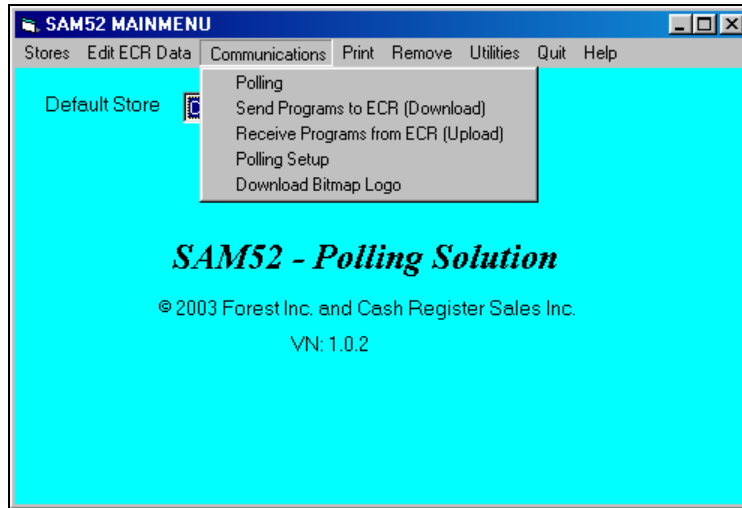 SAM52 MAINMENU
Stores Edit ECR Data Communications Print Remove Utilities Quit Help
Polling
Default Store
Send Programs to ECR (Download)
Receive Programs from ECR (Upload)
Polling Setup
Download Bitmap Logo
SAM52 - Polling Solution
© 2003 Forest Inc. and Cash Register Sales Inc.
VN: 1.0.2